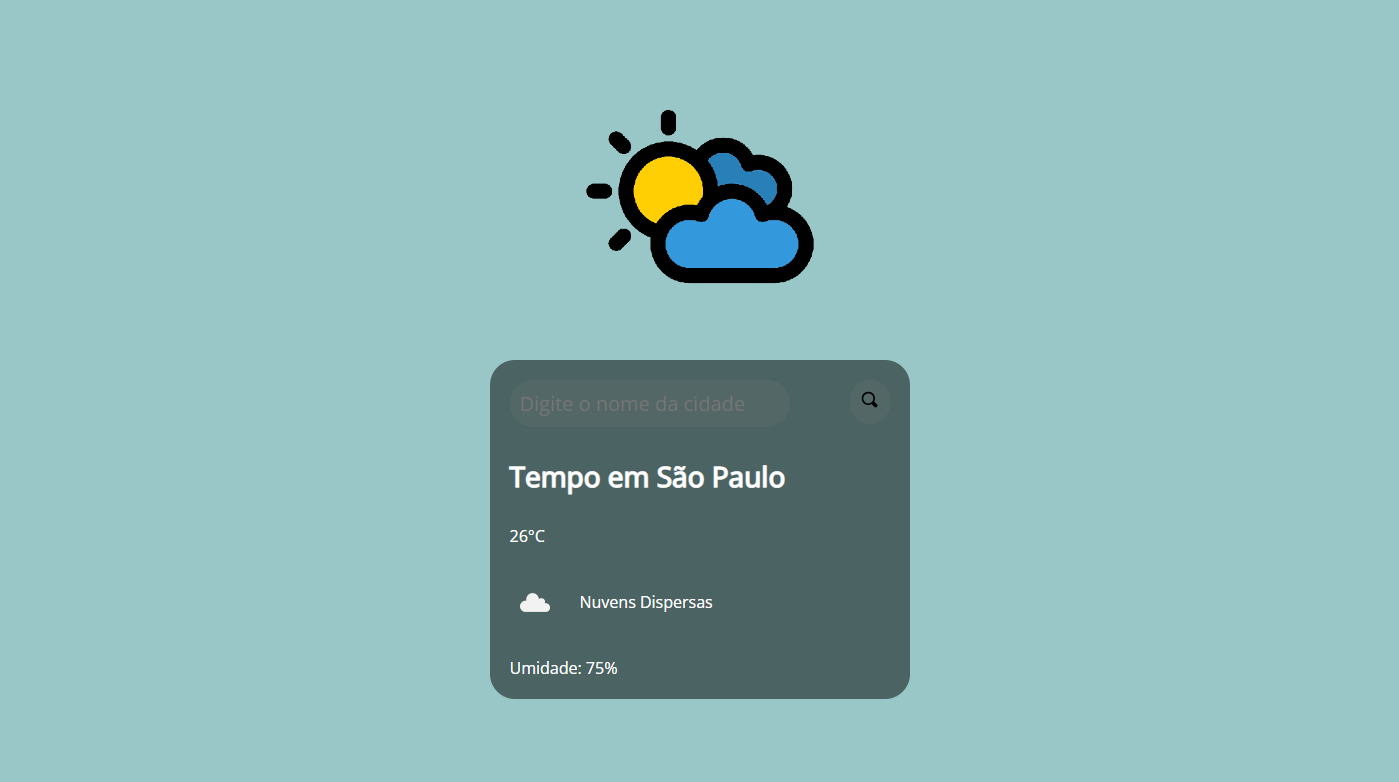 Digite o nome da cidade
Tempo em São Paulo
26°C
Nuvens Dispersas
Umidade: 75%